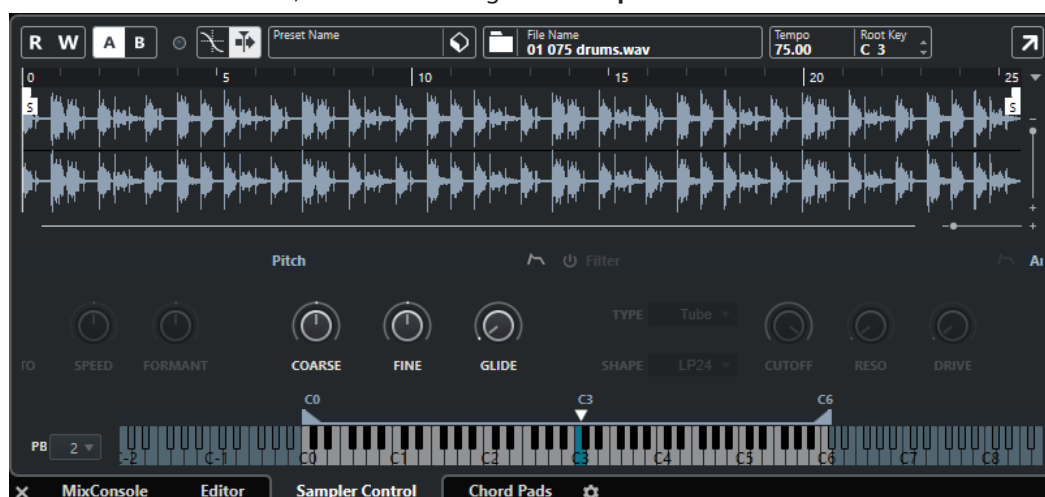 R W A B Preset Name File Name Tempo Root Key
01 075 drums.wav 75.00 C 3
0 5 10 15 20 25
S S
Pitch Filter
TYPE Tube
SPEED FORMANT COARSE FINE GLIDE SHAPE LP24 CUTOFF RESO DRIVE
C0 C3 C6
PB 2 C-1 C0 C1 C2 C3 C4 C5 C6 C7 C8
MixConsole Editor Sampler Control Chord Pads